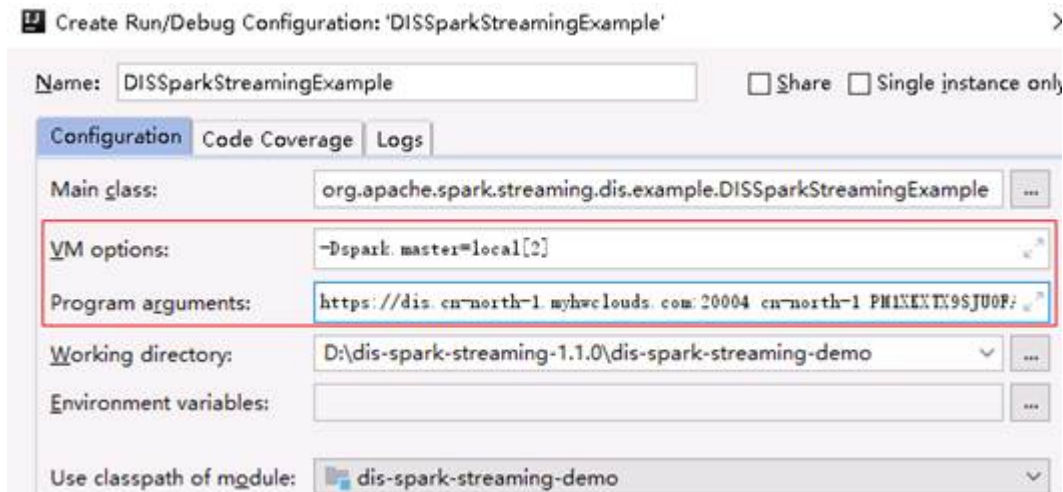 Create Run/Debug Configuration: 'DISSparkStreamingExample'
Name: DISSparkStreamingExample Share Single instance only
Configuration Code Coverage Logs
Main class: org.apache.spark.streaming.dis.example.DISSparkStreamingExample ...
VM options: -Dspark.master=local[2]
Program arguments: https://dis.cn-north-1.myhwclouds.com:20004 cn-north-1
Working directory: D:\dis-spark-streaming-1.1.0\dis-spark-streaming-demo ...
Environment variables: ...
Use classpath of module: dis-spark-streaming-demo